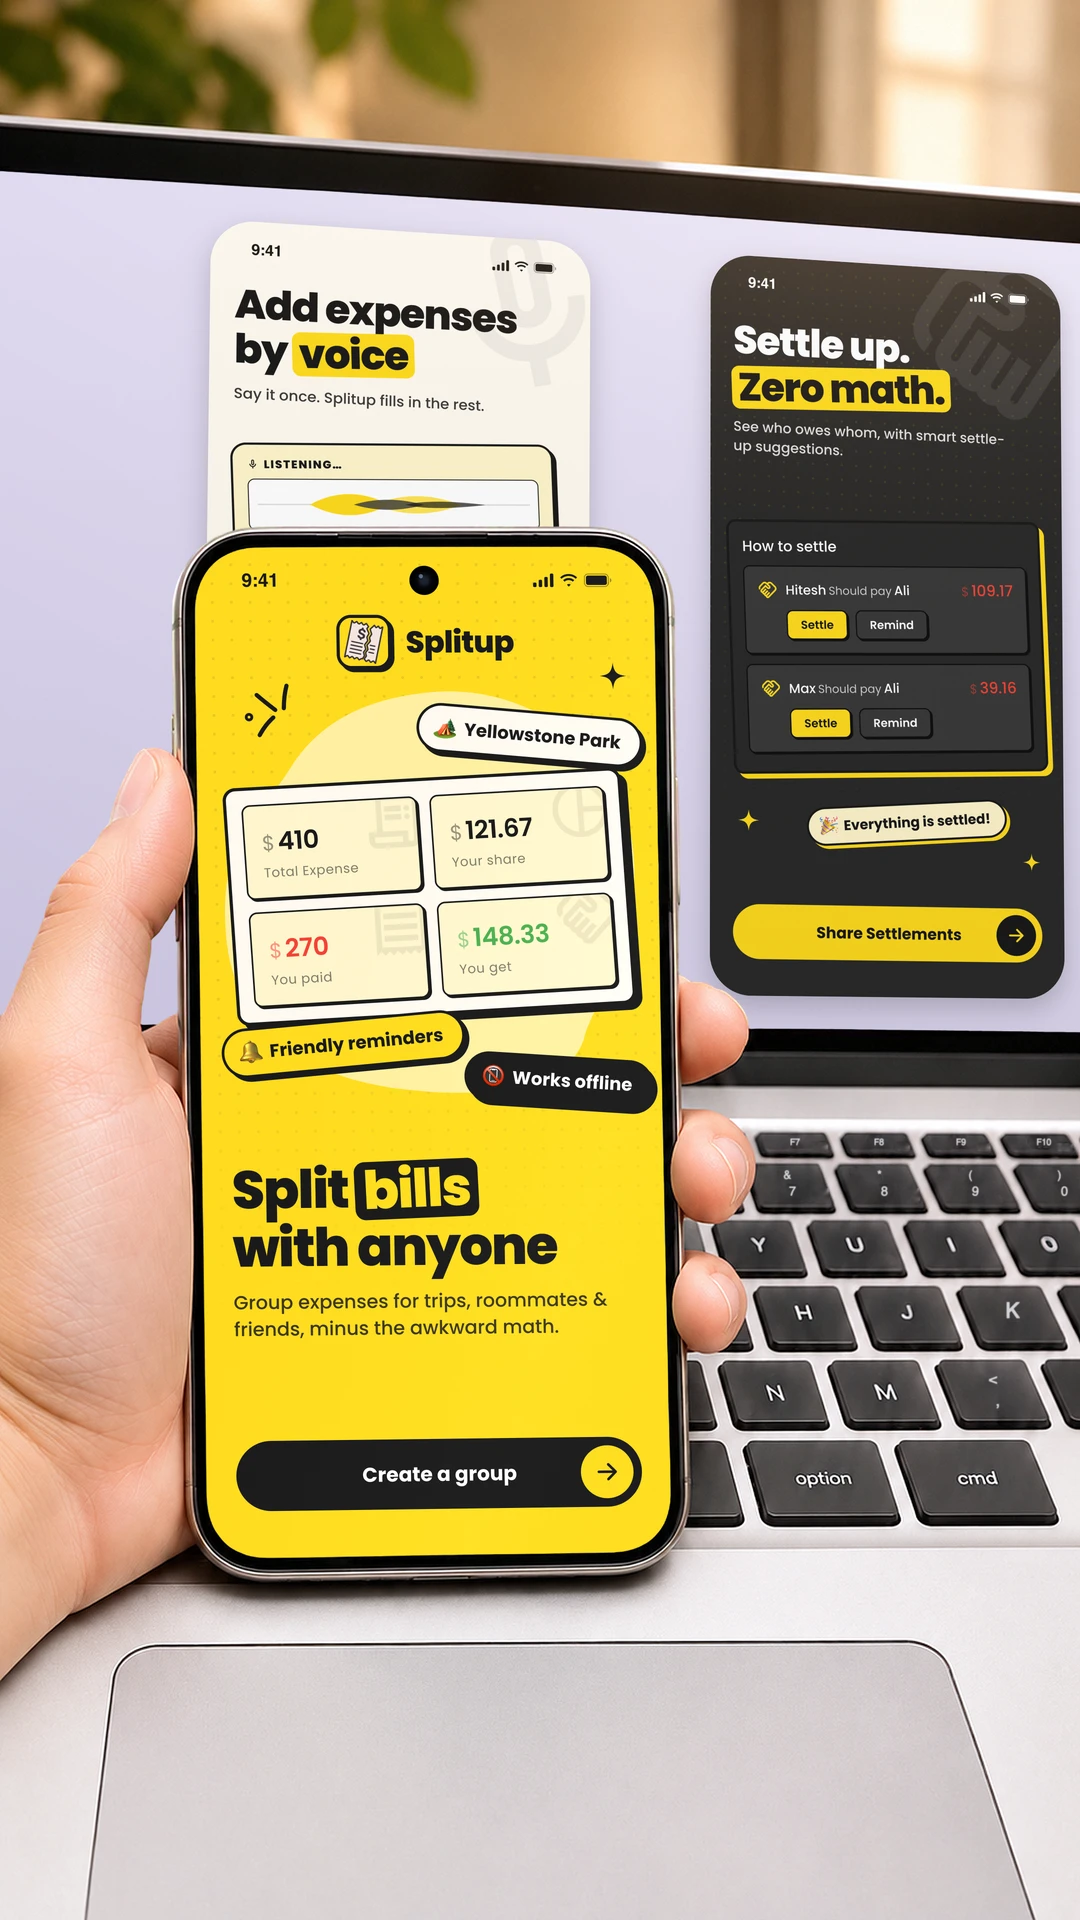 9:41
Add expenses
by voice
Say it once. Splitup fills in the rest.
LISTENING...
9:41
Settle up.
Zero math.
See who owes whom, with smart settle-
up suggestions.
How to settle
Hitesh Should pay Ali $109.17
Settle Remind
Max Should pay Ali $39.16
Settle Remind
🎉 Everything is settled!
Share Settlements
9:41
$
Splitup
🏕️ Yellowstone Park
$410
Total Expense
$121.67
Your share
$270
You paid
$148.33
You get
🔔 Friendly reminders
📵 Works offline
Split bills
with anyone
Group expenses for trips, roommates &
friends, minus the awkward math.
Create a group
F7 F8 F9 F10
& * ( )
7 8 9 0
Y U I O
H J K
N M <
,
option cmd